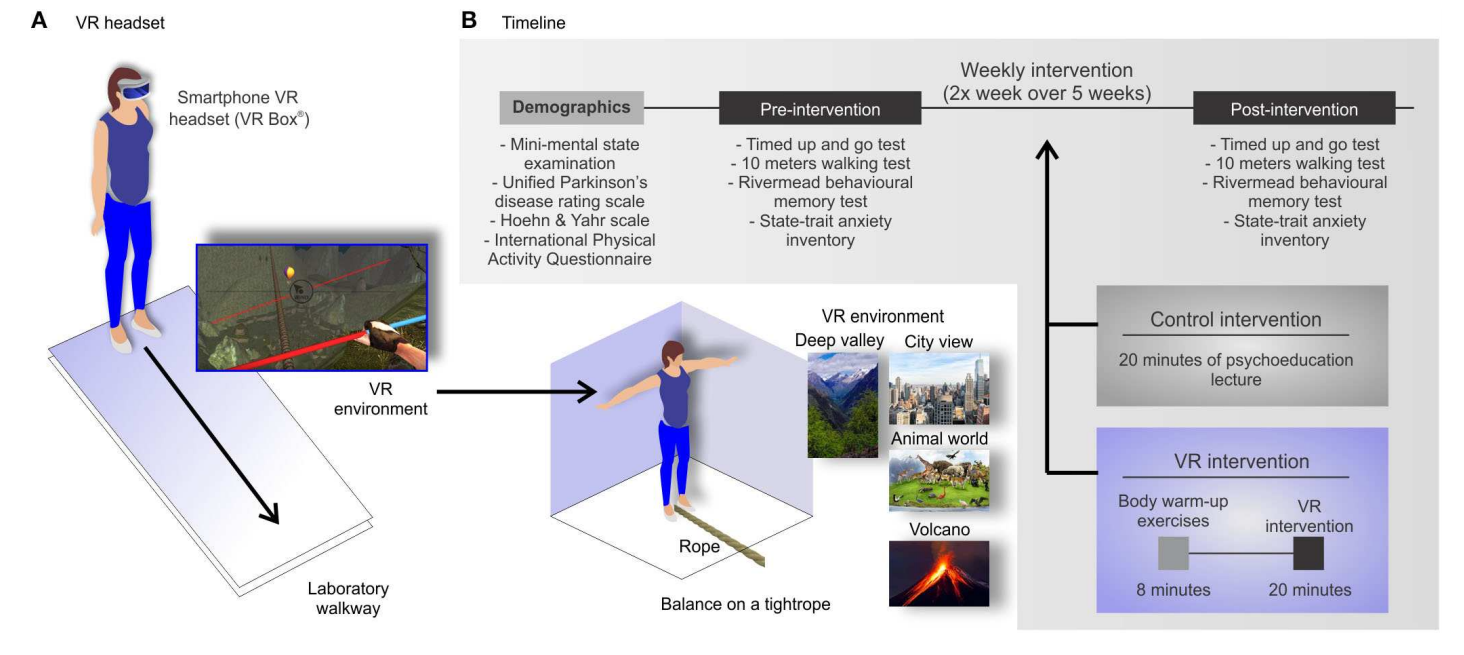 A VR headset
Smartphone VR
headset (VR Box®)
VR
environment
Laboratory
walkway
B Timeline
Demographics
- Mini-mental state
examination
- Unified Parkinson's
disease rating scale
- Hoehn & Yahr scale
- International Physical
Activity Questionnaire
Pre-intervention
- Timed up and go test
- 10 meters walking test
- Rivermead behavioural
memory test
- State-trait anxiety
inventory
Weekly intervention
(2x week over 5 weeks)
Post-intervention
- Timed up and go test
- 10 meters walking test
- Rivermead behavioural
memory test
- State-trait anxiety
inventory
VR environment
Deep valley
City view
Animal world
Volcano
Rope
Balance on a tightrope
Control intervention
20 minutes of psychoeducation
lecture
VR intervention
Body warm-up
exercises
8 minutes
VR
intervention
20 minutes